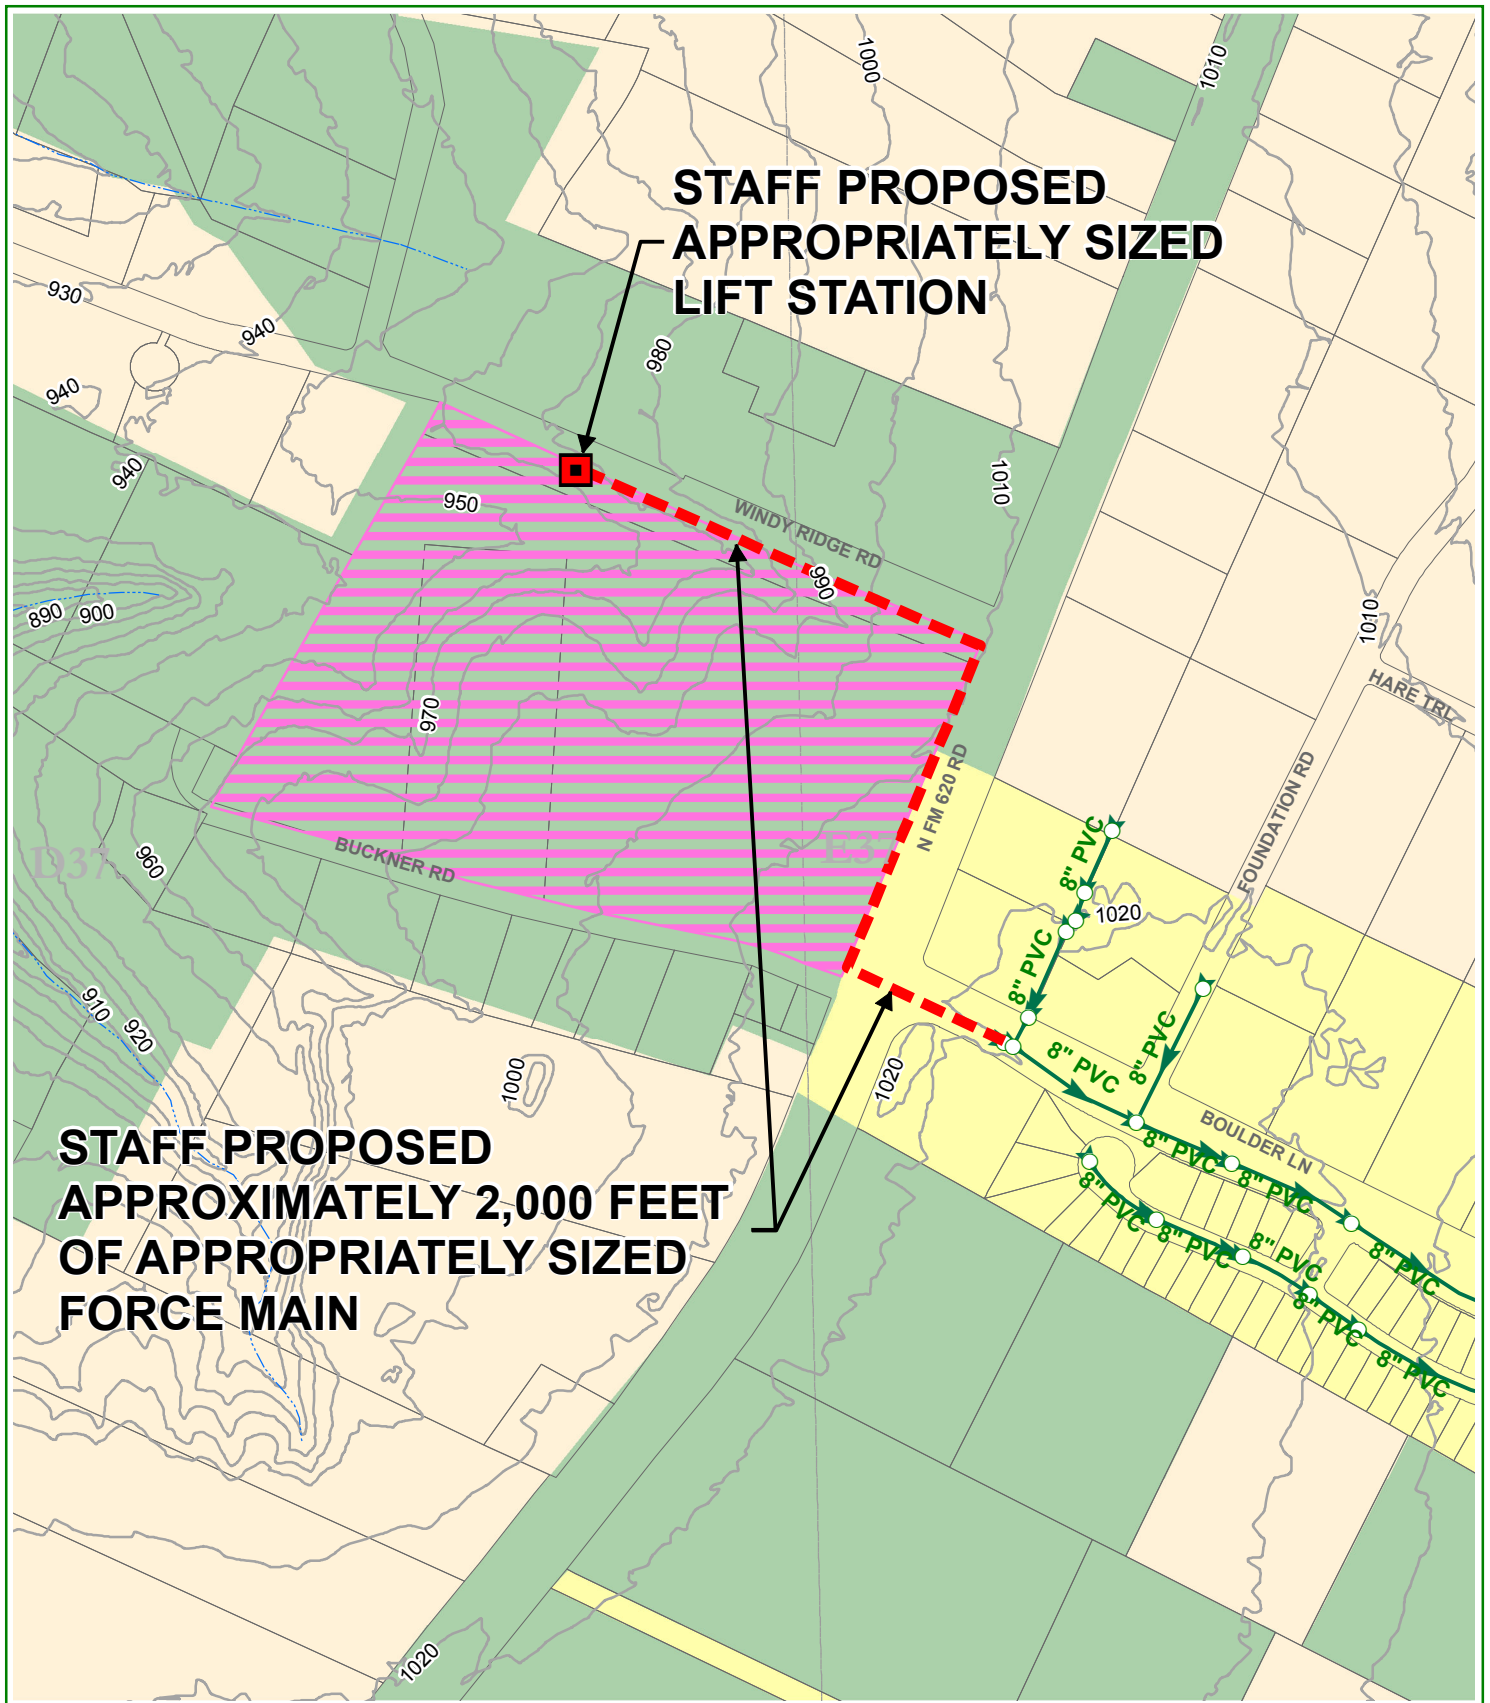 1000
1010
STAFF PROPOSED
APPROPRIATELY SIZED
LIFT STATION
930
940
980
940
940
950
1010
WINDY RIDGE RD
990
890
900
1010
HARE TRL
970
N FM 620 RD
FOUNDATION RD
8" PVC
BUCKNER RD
E37
D37
960
1020
8" PVC
910
920
8" PVC
8" PVC
1000
1020
BOULDER LN
8" PVC
8" PVC
8" PVC
8" PVC
8" PVC
8" PVC
8" PVC
8" PVC
STAFF PROPOSED
APPROXIMATELY 2,000 FEET
OF APPROPRIATELY SIZED
FORCE MAIN
8" PVC
1020